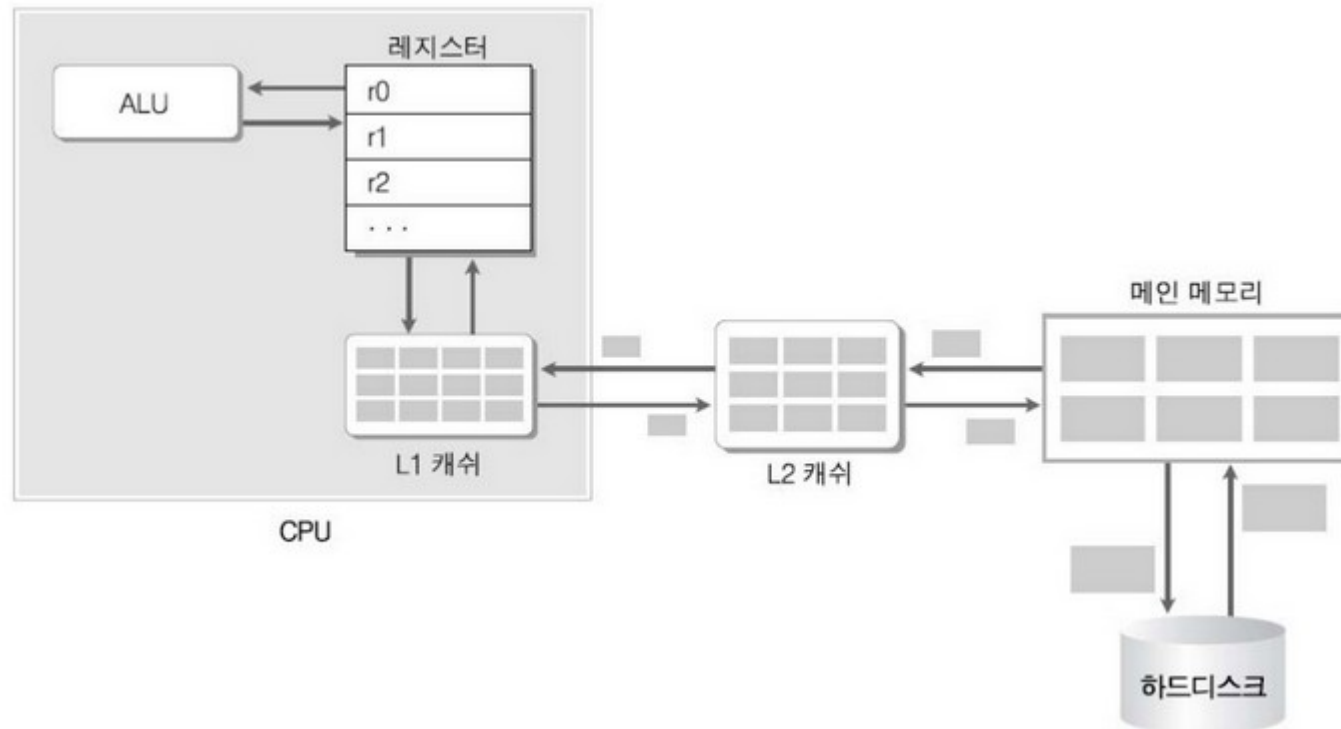 레지스터
ALU
r0
r1
r2
. . .
메인 메모리
L1 캐쉬
L2 캐쉬
CPU
하드디스크